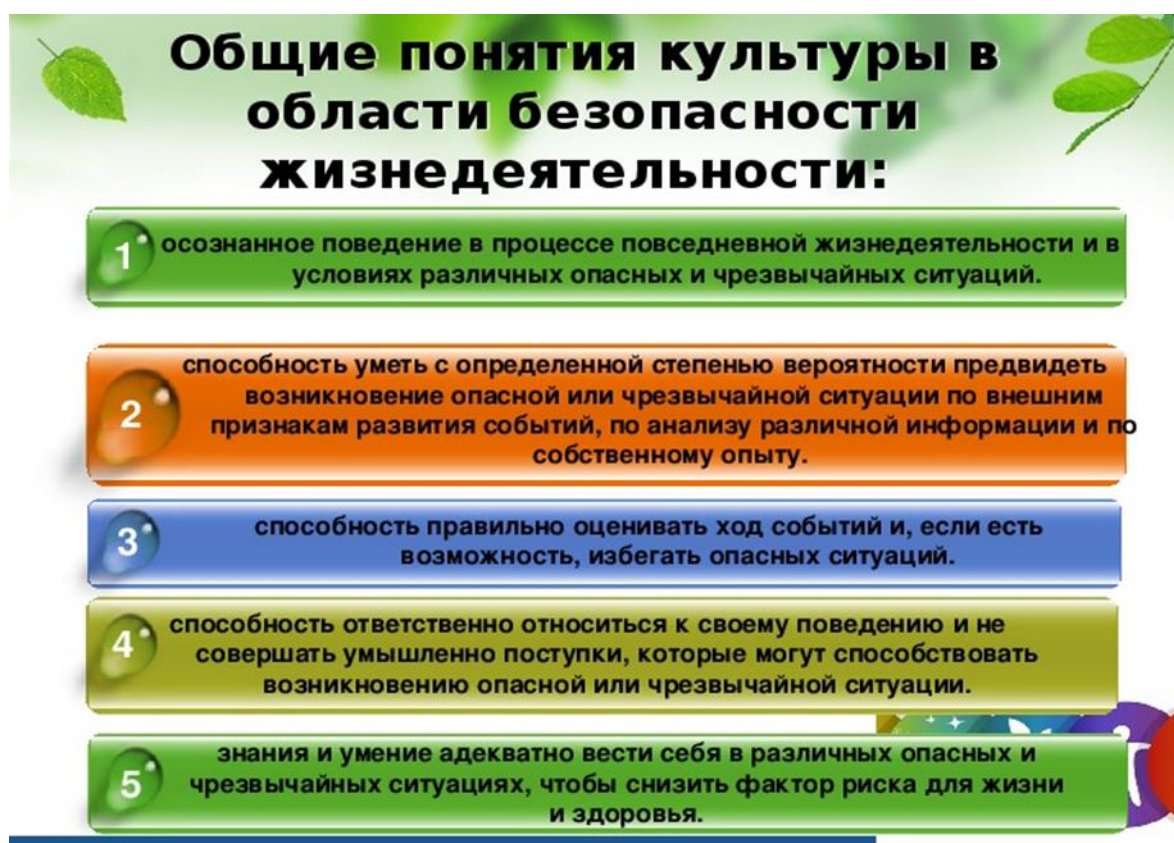 Общие понятия культуры в
области безопасности
жизнедеятельности:
1
осознанное поведение в процессе повседневной жизнедеятельности и в
условиях различных опасных и чрезвычайных ситуаций.
2
способность уметь с определенной степенью вероятности предвидеть
возникновение опасной или чрезвычайной ситуации по внешним
признакам развития событий, по анализу различной информации и по
собственному опыту.
3
способность правильно оценивать ход событий и, если есть
возможность, избегать опасных ситуаций.
4
способность ответственно относиться к своему поведению и не
совершать умышленно поступки, которые могут способствовать
возникновению опасной или чрезвычайной ситуации.
5
знания и умение адекватно вести себя в различных опасных и
чрезвычайных ситуациях, чтобы снизить фактор риска для жизни
и здоровья.